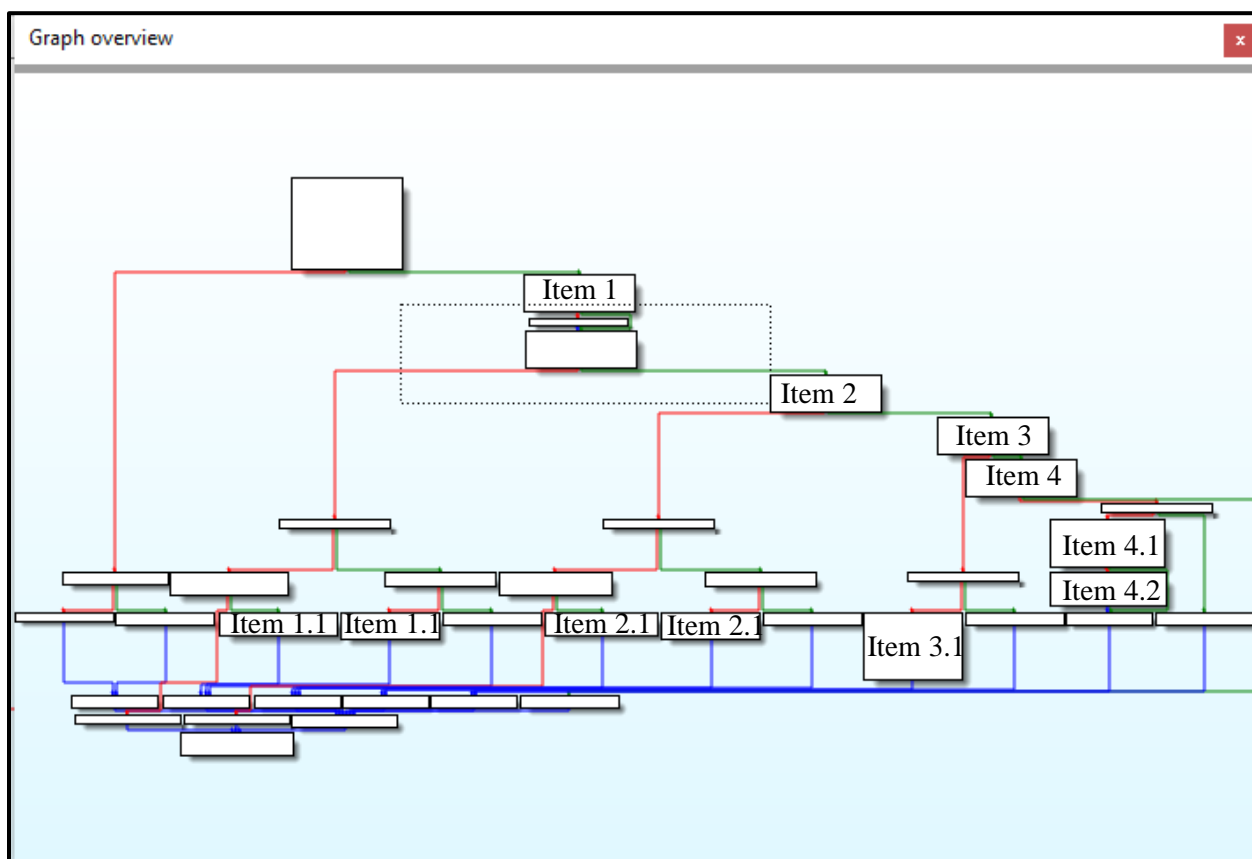 Graph overview
x
Item 1
Item 2
Item 3
Item 4
Item 4.1
Item 4.2
Item 1.1
Item 1.1
Item 2.1
Item 2.1
Item 3.1